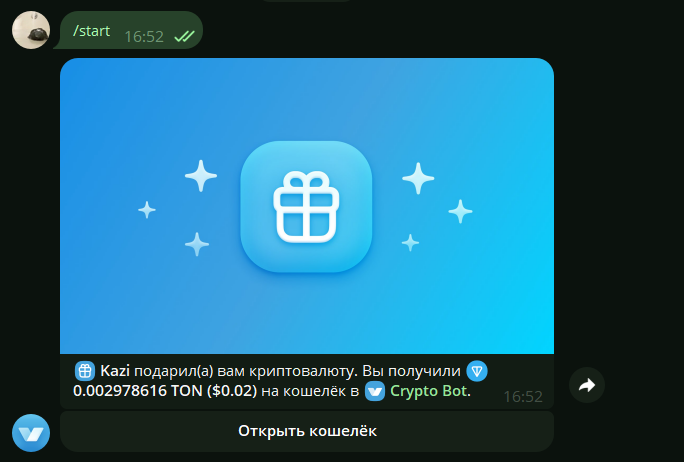 /start 16:52
Kazi подарил(а) вам криптовалюту. Вы получили
0.002978616 TON ($0.02) на кошелёк в Crypto Bot.
16:52
Открыть кошелёк